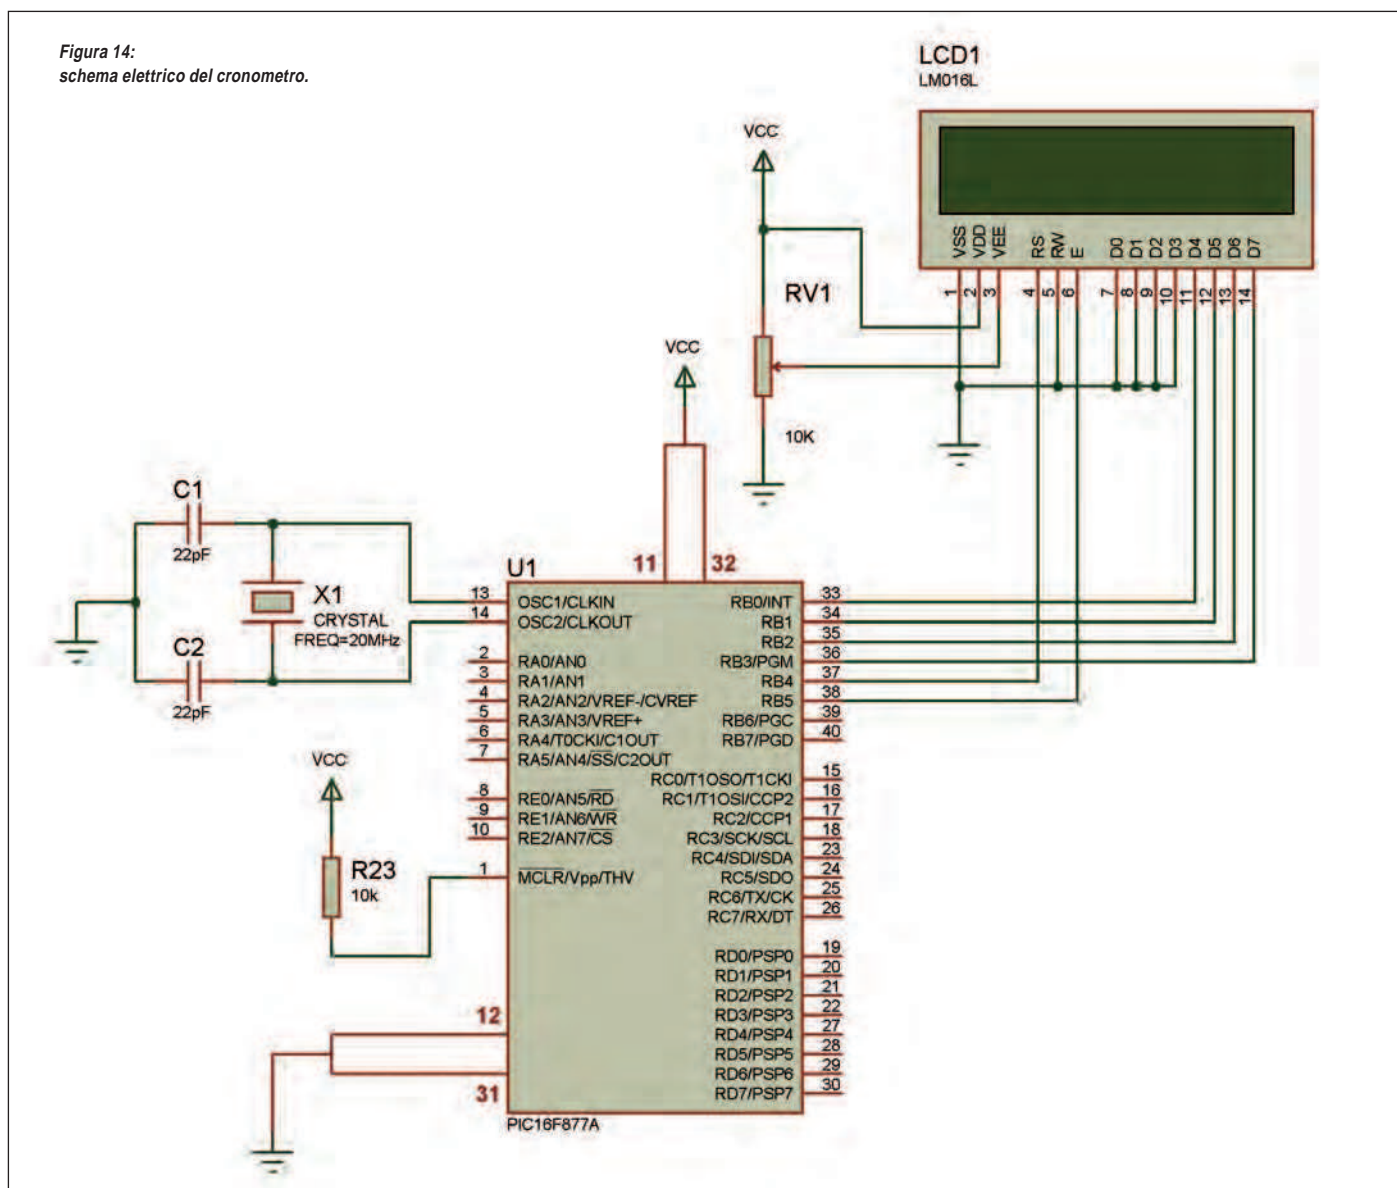 Figura 14:
schema elettrico del cronometro.
LCD1
LM016L
VCC
VSS
VDD
VEE
RS
RW
E
D0
D1
D2
D3
D4
D5
D6
D7
1
2
3
4
5
6
7
8
9
10
11
12
13
14
RV1
10K
VCC
C1
22pF
X1
CRYSTAL
FREQ=20MHz
C2
22pF
VCC
R23
10k
U1
11
32
13 OSC1/CLKIN
14 OSC2/CLKOUT
2 RA0/AN0
3 RA1/AN1
4 RA2/AN2/VREF-/CVREF
5 RA3/AN3/VREF+
6 RA4/T0CKI/C1OUT
7 RA5/AN4/SS/C2OUT
8 RE0/AN5/RD
9 RE1/AN6/WR
10 RE2/AN7/CS
1 MCLR/Vpp/THV
12
31
RB0/INT 33
RB1 34
RB2 35
RB3/PGM 36
RB4 37
RB5 38
RB6/PGC 39
RB7/PGD 40
RC0/T1OSO/T1CKI 15
RC1/T1OSI/CCP2 16
RC2/CCP1 17
RC3/SCK/SCL 18
RC4/SDI/SDA 23
RC5/SDO 24
RC6/TX/CK 25
RC7/RX/DT 26
RD0/PSP0 19
RD1/PSP1 20
RD2/PSP2 21
RD3/PSP3 22
RD4/PSP4 27
RD5/PSP5 28
RD6/PSP6 29
RD7/PSP7 30
PIC16F877A